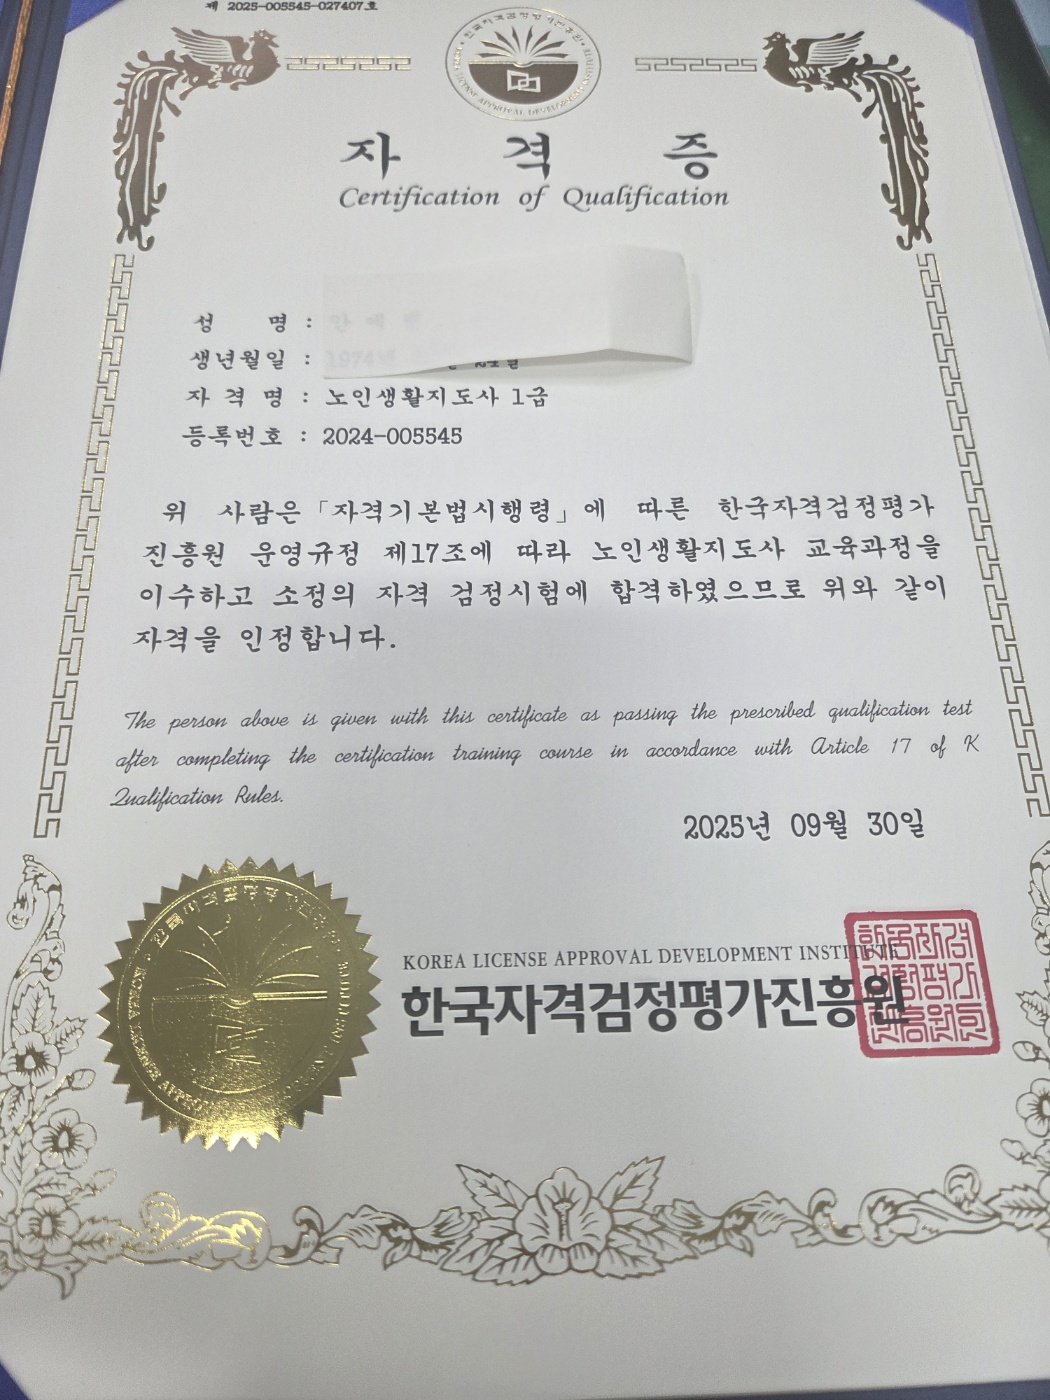 제 2025-005545-027407호
자 격 증
Certification of Qualification
성 명 :
생년월일 :
자 격 명 : 노인생활지도사 1급
등록번호 : 2024-005545
위 사람은 「자격기본법시행령」에 따른 한국자격검정평가
진흥원 운영규정 제17조에 따라 노인생활지도사 교육과정을
이수하고 소정의 자격 검정시험에 합격하였으므로 위와 같이
자격을 인정합니다.
The person above is given with this certificate as passing the prescribed qualification test
after completing the certification training course in accordance with Article 17 of K
Qualification Rules.
2025년 09월 30일
KOREA LICENSE APPROVAL DEVELOPMENT INSTITUTE
한국자격검정평가진흥원